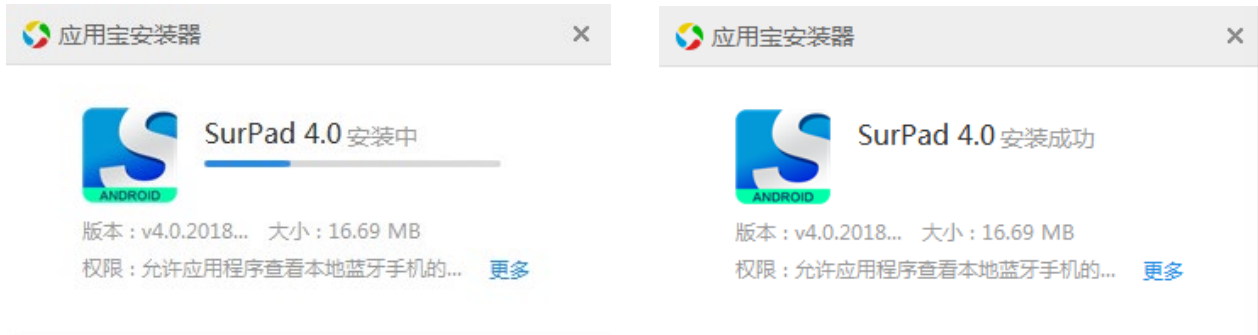 应用宝安装器
SurPad 4.0 安装中
ANDROID
版本：v4.0.2018... 大小：16.69 MB
权限：允许应用程序查看本地蓝牙手机的... 更多
应用宝安装器
SurPad 4.0 安装成功
ANDROID
版本：v4.0.2018... 大小：16.69 MB
权限：允许应用程序查看本地蓝牙手机的... 更多